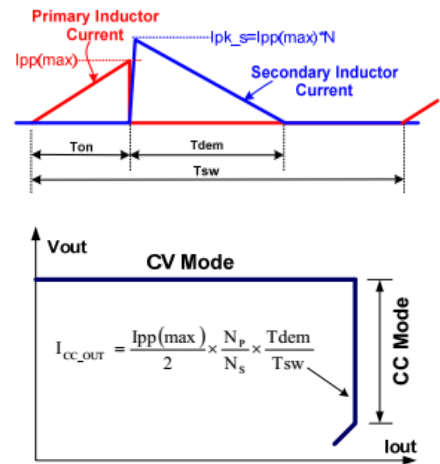 Primary Inductor
Current
Ipk_s=Ipp(max)*N
Ipp(max)
Secondary Inductor
Current
Ton
Tdem
Tsw
Vout
CV Mode
I_CC_OUT = Ipp(max)/2 × N_P/N_S × Tdem/Tsw
CC Mode
Iout